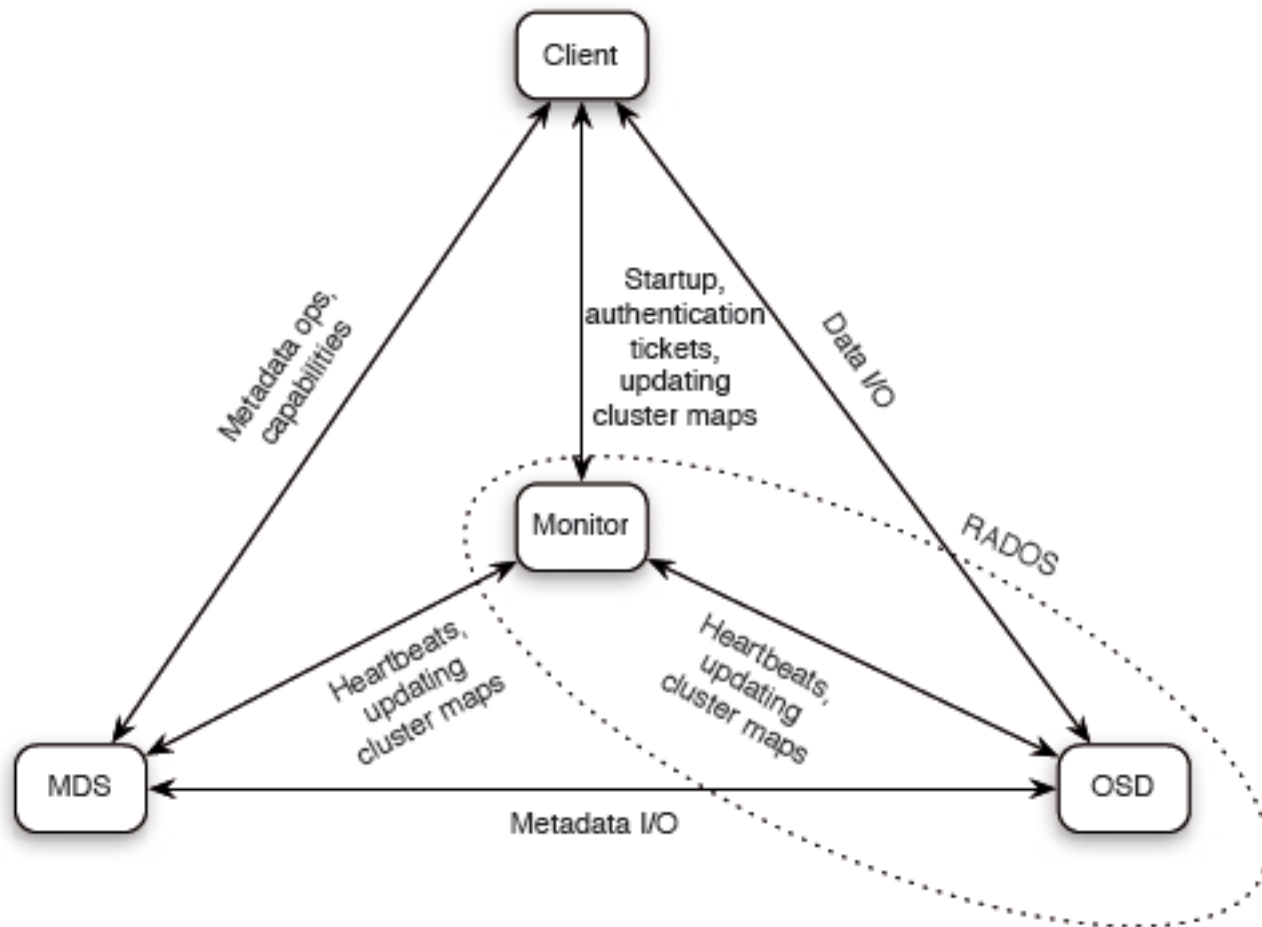 Client
Metadata ops,
capabilities
Startup,
authentication
tickets,
updating
cluster maps
Data I/O
Monitor
RADOS
Heartbeats,
updating
cluster maps
Heartbeats,
updating
cluster maps
MDS
OSD
Metadata I/O